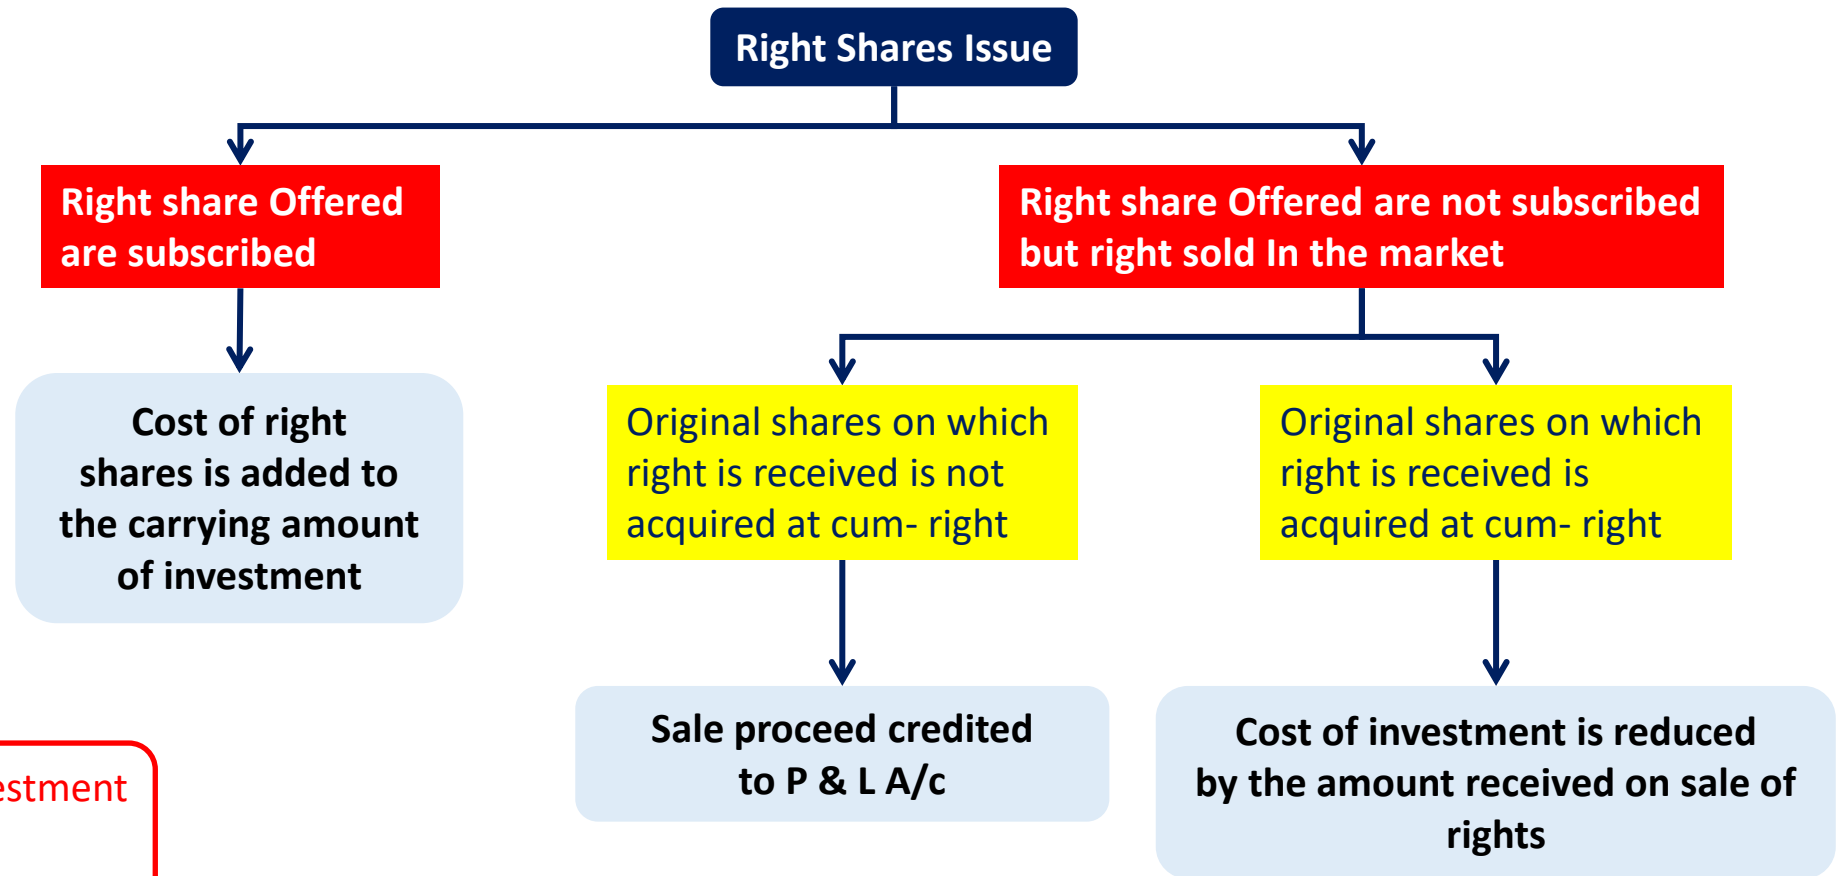 Right Shares Issue
Right share Offered
are subscribed
Right share Offered are not subscribed
but right sold In the market
Cost of right
shares is added to
the carrying amount
of investment
Original shares on which
right is received is not
acquired at cum- right
Original shares on which
right is received is
acquired at cum- right
Sale proceed credited
to P & L A/c
Cost of investment is reduced
by the amount received on sale of
rights